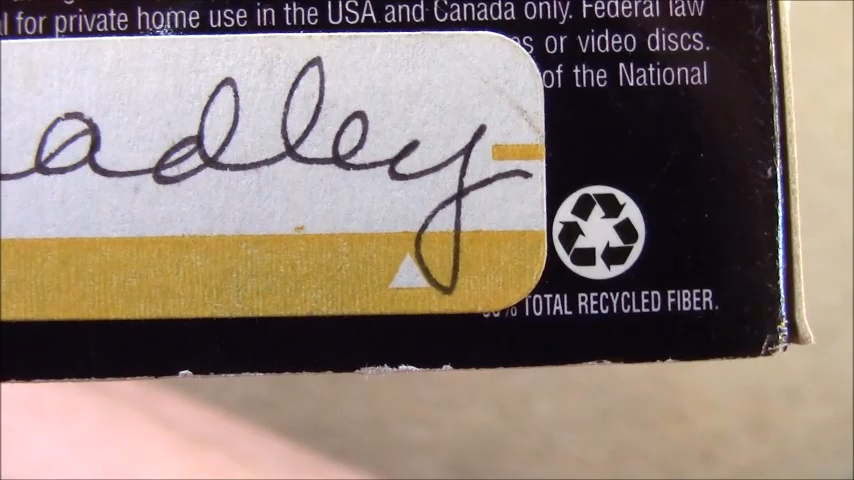 l for private home use in the USA and Canada only. Federal law
es or video discs.
of the National
adley
TOTAL RECYCLED FIBER.